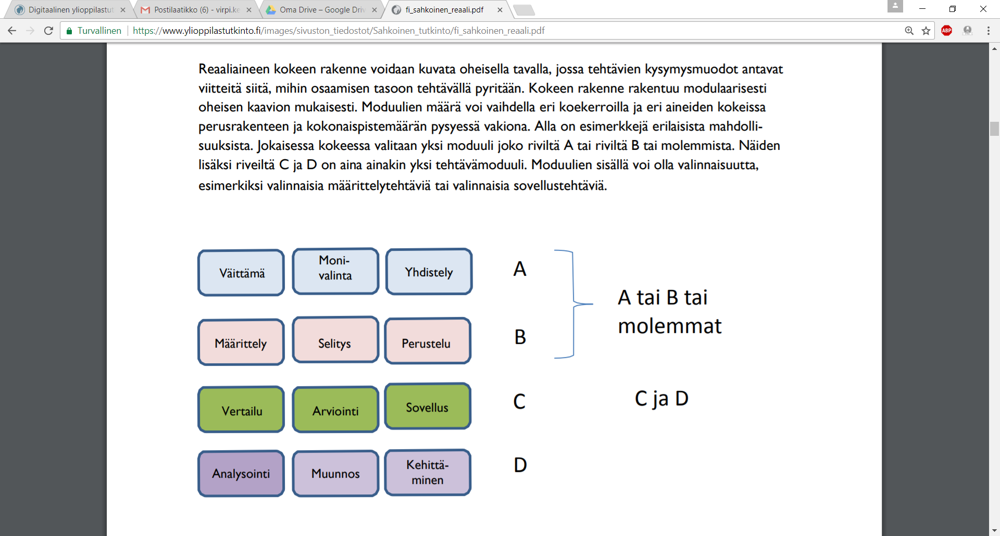 Digitaalinen ylioppilastut
Postilaatikko (6) - virpi.ke
Oma Drive – Google Driv
fi_sahkoinen_reaali.pdf
Turvallinen
https://www.ylioppilastutkinto.fi/images/sivuston_tiedostot/Sahkoinen_tutkinto/fi_sahkoinen_reaali.pdf
ABP
Reaaliaineen kokeen rakenne voidaan kuvata oheisella tavalla, jossa tehtävien kysymysmuodot antavat
viitteitä siitä, mihin osaamisen tasoon tehtävällä pyritään. Kokeen rakenne rakentuu modulaarisesti
oheisen kaavion mukaisesti. Moduulien määrä voi vaihdella eri koekerroilla ja eri aineiden kokeissa
perusrakenteen ja kokonaispistemäärän pysyessä vakiona. Alla on esimerkkejä erilaisista mahdolli-
suuksista. Jokaisessa kokeessa valitaan yksi moduuli joko riviltä A tai riviltä B tai molemmista. Näiden
lisäksi riveiltä C ja D on aina ainakin yksi tehtävämoduuli. Moduulien sisällä voi olla valinnaisuutta,
esimerkiksi valinnaisia määrittelytehtäviä tai valinnaisia sovellustehtäviä.
Väittämä
Moni-
valinta
Yhdistely
A
A tai B tai
molemmat
Määrittely
Selitys
Perustelu
B
Vertailu
Arviointi
Sovellus
C
C ja D
Analysointi
Muunnos
Kehittä-
minen
D